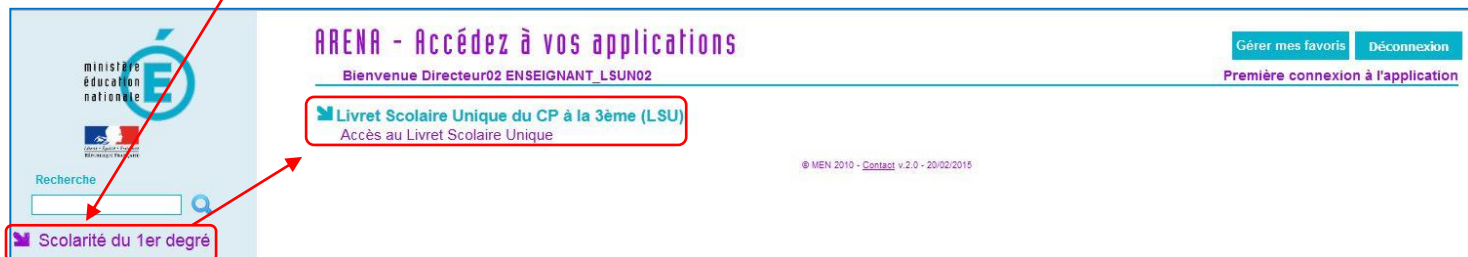 ministère
éducation
nationale
É
RÉPUBLIQUE FRANÇAISE
Recherche
Scolarité du 1er degré
ARENA - Accédez à vos applications
Gérer mes favoris
Déconnexion
Bienvenue Directeur02 ENSEIGNANT_LSUN02
Première connexion à l'application
Livret Scolaire Unique du CP à la 3ème (LSU)
Accès au Livret Scolaire Unique
© MEN 2010 - Contact v.2.0 - 20/02/2015